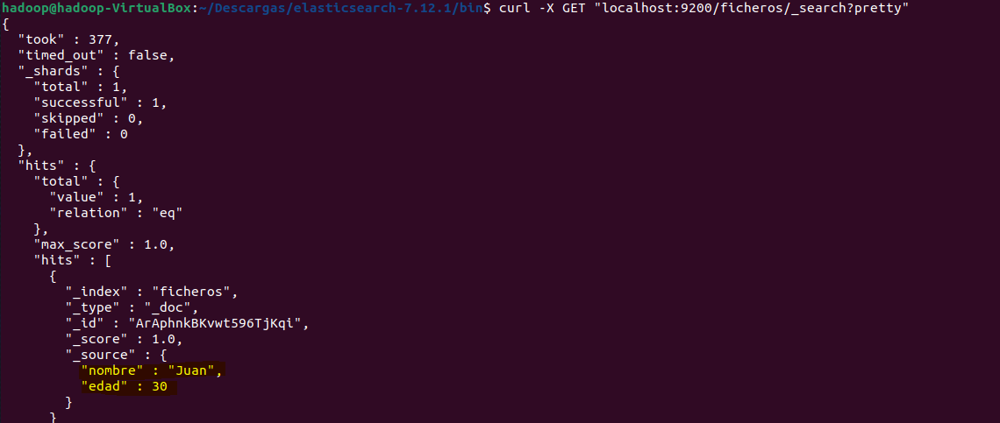 hadoop@hadoop-VirtualBox:~/Descargas/elasticsearch-7.12.1/bin$ curl -X GET "localhost:9200/ficheros/_search?pretty"
{
  "took" : 377,
  "timed_out" : false,
  "_shards" : {
    "total" : 1,
    "successful" : 1,
    "skipped" : 0,
    "failed" : 0
  },
  "hits" : {
    "total" : {
      "value" : 1,
      "relation" : "eq"
    },
    "max_score" : 1.0,
    "hits" : [
      {
        "_index" : "ficheros",
        "_type" : "_doc",
        "_id" : "ArAphnkBKvwt596TjKqi",
        "_score" : 1.0,
        "_source" : {
          "nombre" : "Juan",
          "edad" : 30
        }
      }